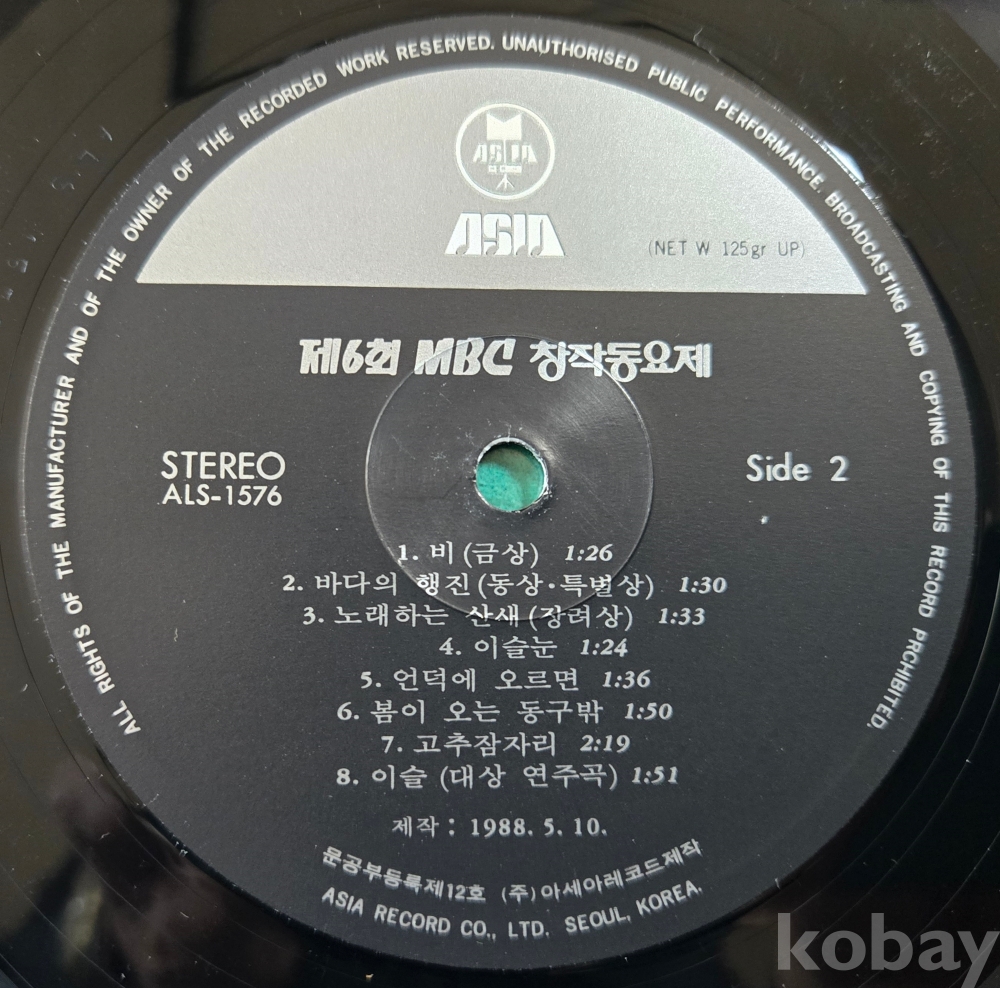 ALL RIGHTS OF THE MANUFACTURER AND OF THE OWNER OF THE RECORDED WORK RESERVED. UNAUTHORISED PUBLIC PERFORMANCE. BROADCASTING AND COPYING OF THIS RECORD PRCHIBITED.
ASIA
ASIA
(NET W 125gr UP)
제6회 MBC 창작동요제
STEREO
ALS-1576
Side 2
1. 비 (금상) 1:26
2. 바다의 행진 (동상·특별상) 1:30
3. 노래하는 산새 (장려상) 1:33
4. 이슬눈 1:24
5. 언덕에 오르면 1:36
6. 봄이 오는 동구밖 1:50
7. 고추잠자리 2:19
8. 이슬 (대상 연주곡) 1:51
제작 : 1988. 5. 10.
문공부등록제12호 (주)아세아레코드제작
ASIA RECORD CO., LTD. SEOUL, KOREA.
kobay